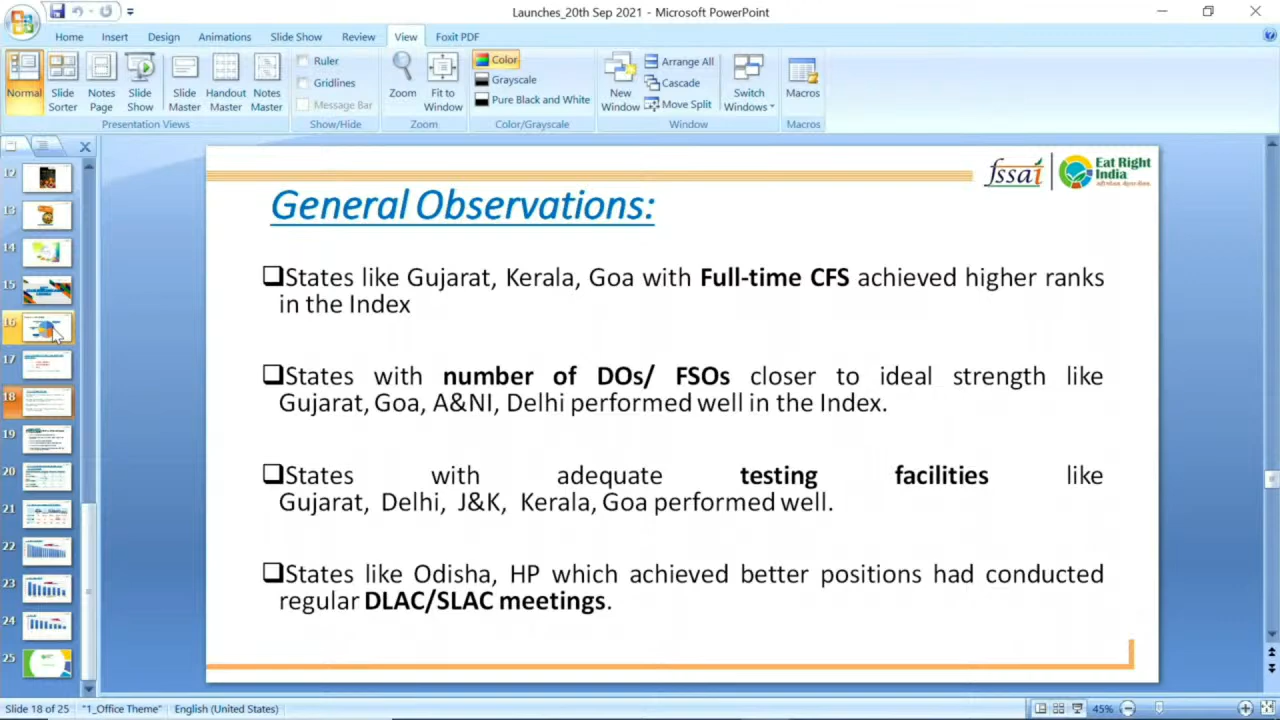 Launches_20th Sep 2021 - Microsoft PowerPoint
Home Insert Design Animations Slide Show Review View Foxit PDF
Normal
Slide Sorter
Notes Page
Slide Show
Slide Master
Handout Master
Notes Master
Presentation Views
Ruler
Gridlines
Message Bar
Show/Hide
Zoom
Fit to Window
Zoom
Color
Grayscale
Pure Black and White
Color/Grayscale
New Window
Arrange All
Cascade
Move Split
Switch Windows
Window
Macros
Macros
12
13
14
15
16
17
18
19
20
21
22
23
24
25
fssai
Eat Right
India
General Observations:
States like Gujarat, Kerala, Goa with Full-time CFS achieved higher ranks
in the Index
States with number of DOs/ FSOs closer to ideal strength like
Gujarat, Goa, A&NI, Delhi performed well in the Index.
States with adequate testing facilities like
Gujarat, Delhi, J&K, Kerala, Goa performed well.
States like Odisha, HP which achieved better positions had conducted
regular DLAC/SLAC meetings.
Slide 18 of 25 "1_Office Theme" English (United States) 45%